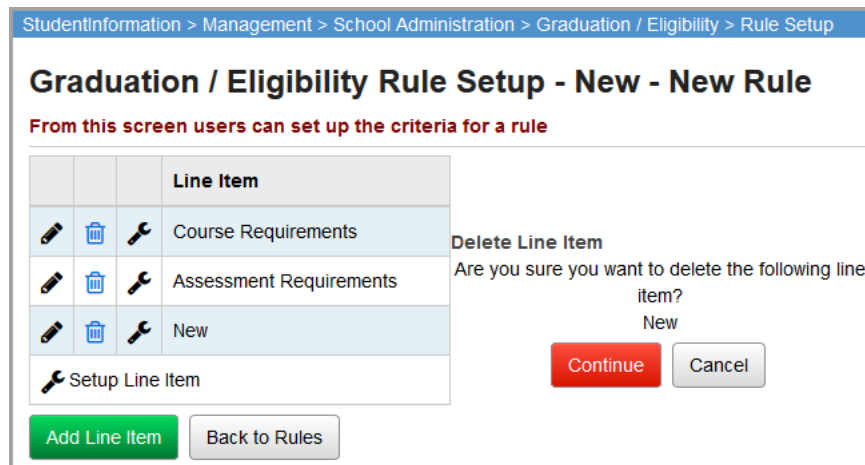 StudentInformation > Management > School Administration > Graduation / Eligibility > Rule Setup
Graduation / Eligibility Rule Setup - New - New Rule
From this screen users can set up the criteria for a rule
Line Item
Course Requirements
Assessment Requirements
New
Setup Line Item
Add Line Item
Back to Rules
Delete Line Item
Are you sure you want to delete the following line
item?
New
Continue
Cancel